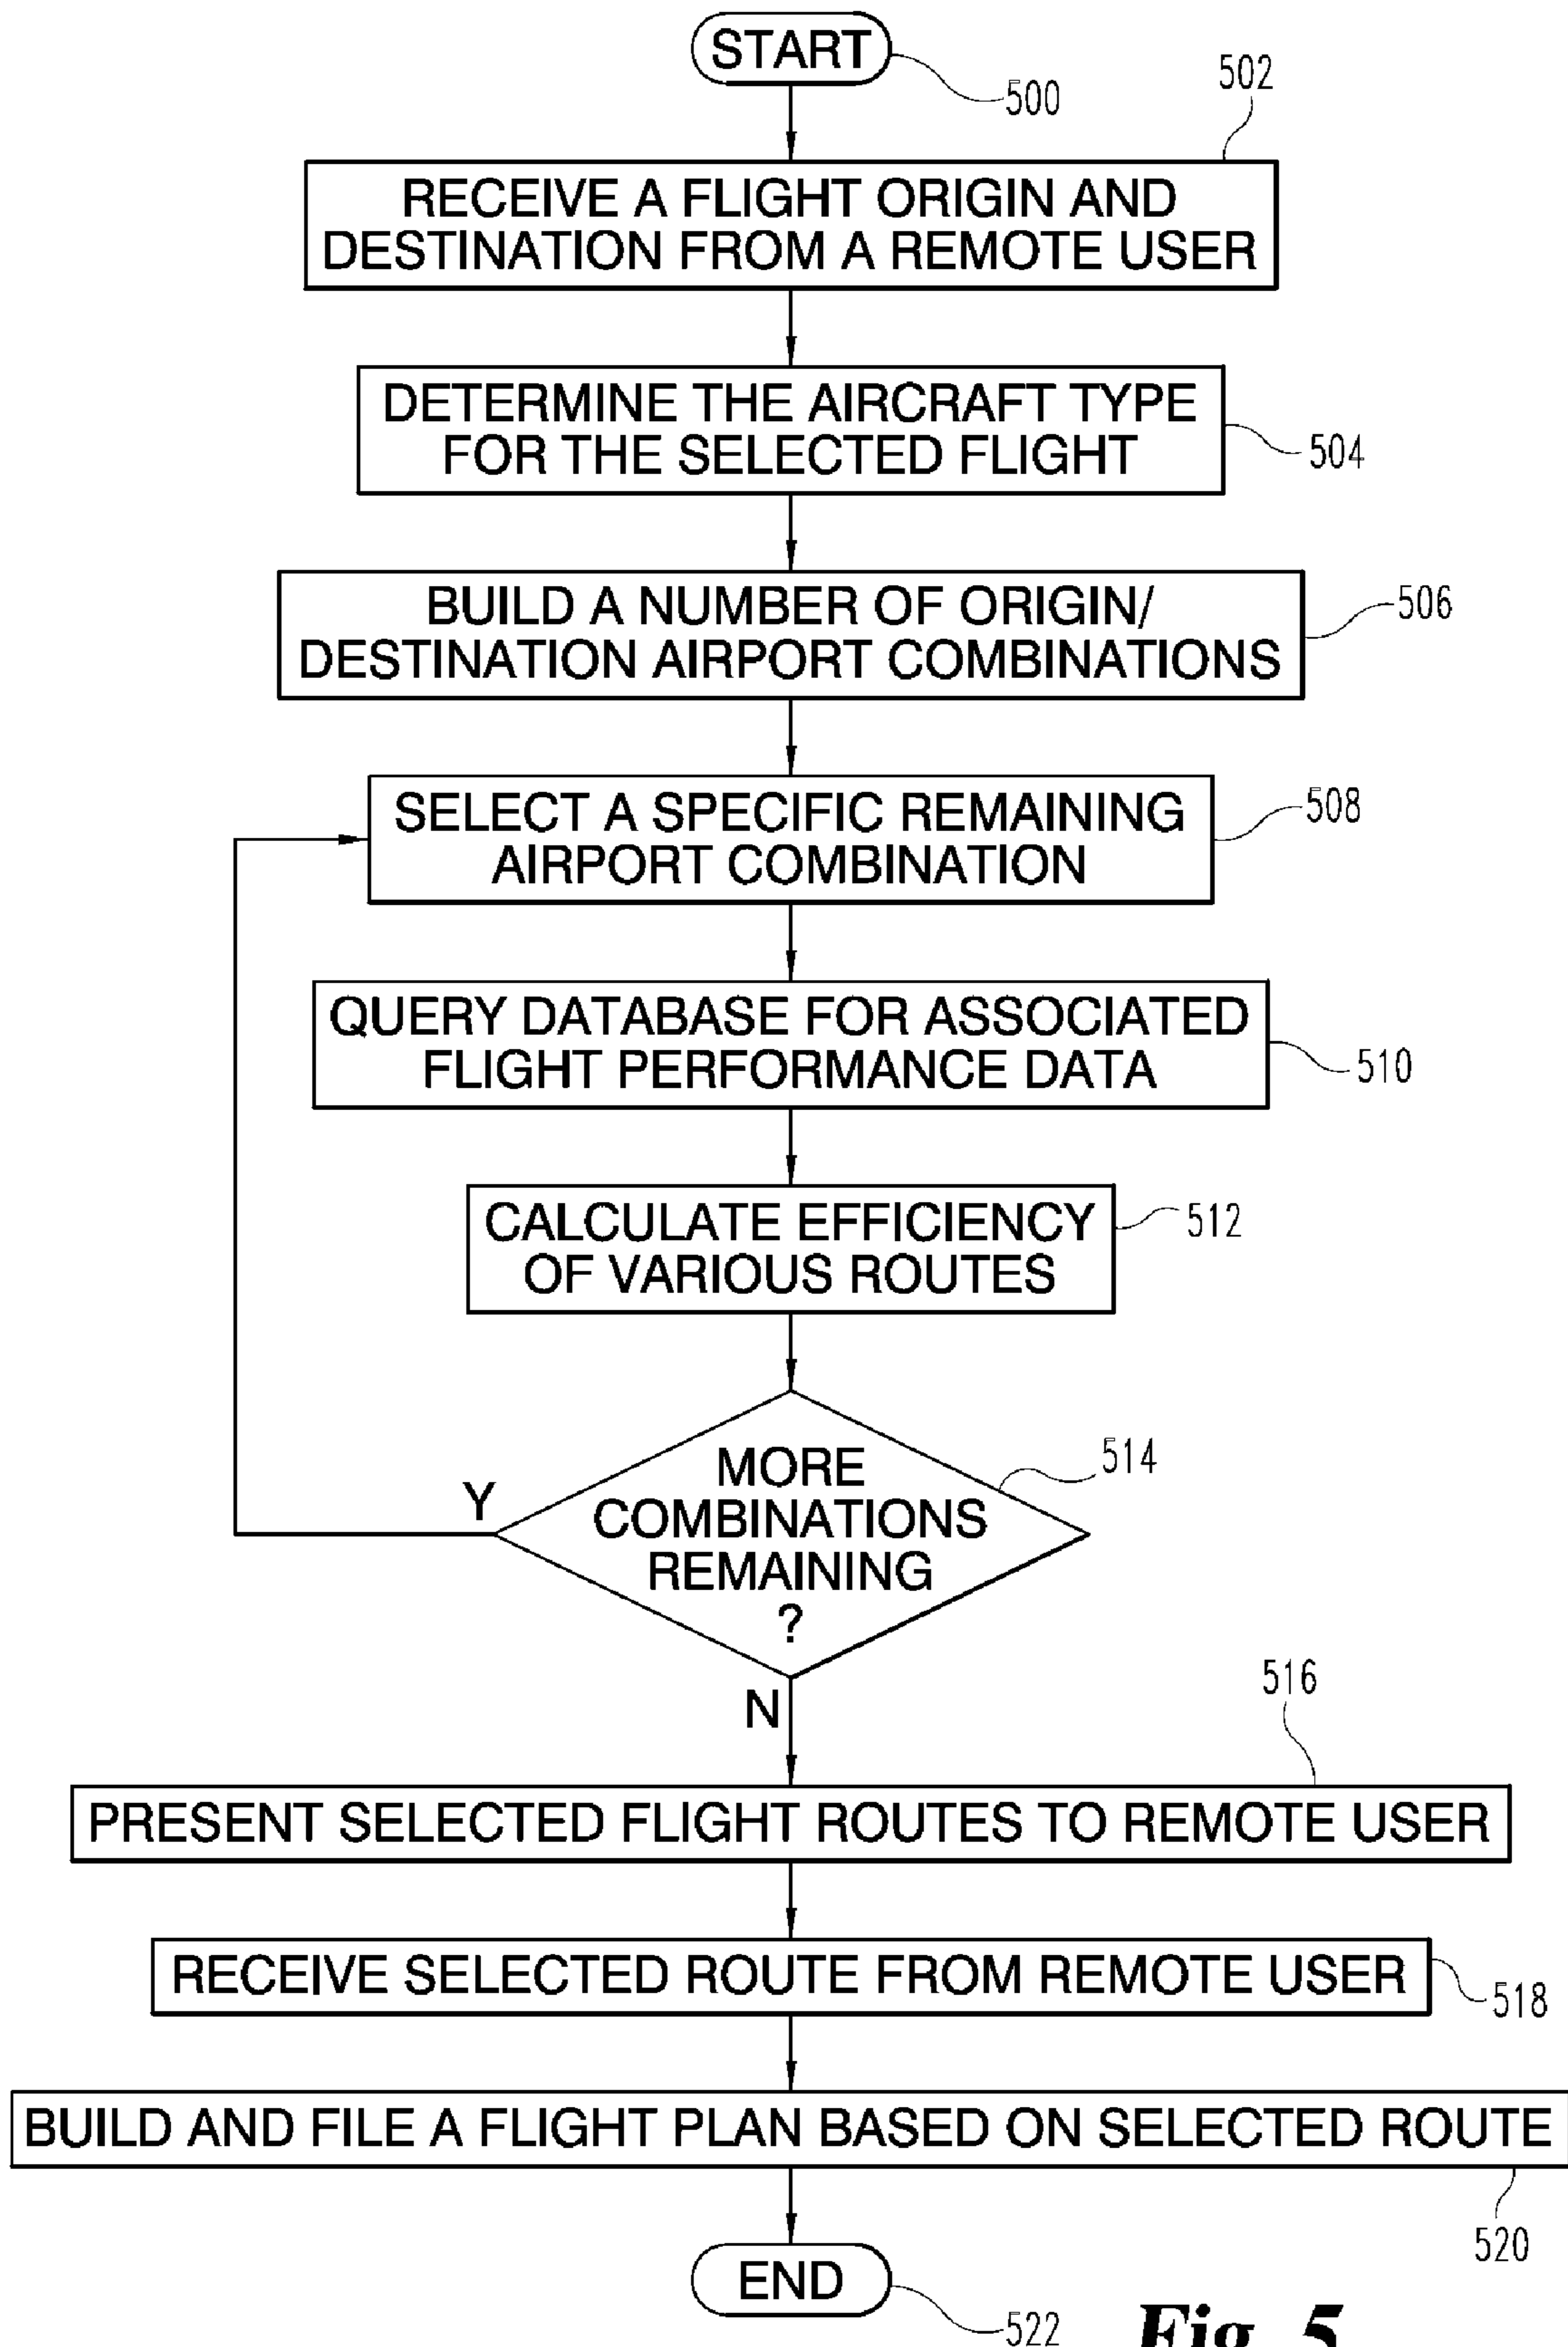 START
500
502
RECEIVE A FLIGHT ORIGIN AND
DESTINATION FROM A REMOTE USER
DETERMINE THE AIRCRAFT TYPE
FOR THE SELECTED FLIGHT
504
BUILD A NUMBER OF ORIGIN/
DESTINATION AIRPORT COMBINATIONS
506
SELECT A SPECIFIC REMAINING
AIRPORT COMBINATION
508
QUERY DATABASE FOR ASSOCIATED
FLIGHT PERFORMANCE DATA
510
CALCULATE EFFICIENCY
OF VARIOUS ROUTES
512
MORE
COMBINATIONS
REMAINING
?
514
Y
N
516
PRESENT SELECTED FLIGHT ROUTES TO REMOTE USER
RECEIVE SELECTED ROUTE FROM REMOTE USER
518
BUILD AND FILE A FLIGHT PLAN BASED ON SELECTED ROUTE
520
END
522
Fig. 5